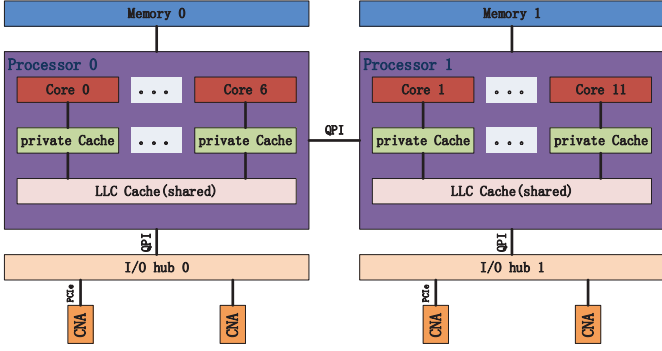 Memory 0
Memory 1
Processor 0
Processor 1
Core 0
...
Core 6
Core 1
...
Core 11
QPI
private Cache
...
private Cache
private Cache
...
private Cache
LLC Cache(shared)
LLC Cache(shared)
QPI
QPI
I/O hub 0
I/O hub 1
PCIe
PCIe
CNA
CNA
CNA
CNA